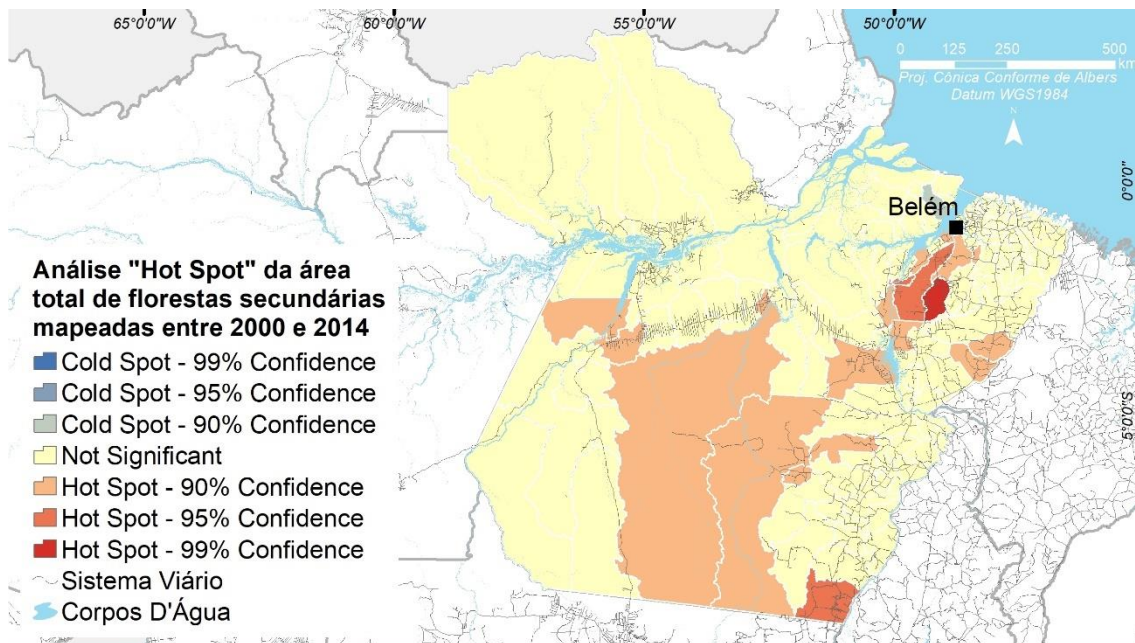 65°0'0"W
60°0'0"W
55°0'0"W
50°0'0"W
0 125 250 500
km
Proj. Cônica Conforme de Albers
Datum WGS1984
N
0°0'0"
Belém
5°0'0"S
Análise "Hot Spot" da área
total de florestas secundárias
mapeadas entre 2000 e 2014
Cold Spot - 99% Confidence
Cold Spot - 95% Confidence
Cold Spot - 90% Confidence
Not Significant
Hot Spot - 90% Confidence
Hot Spot - 95% Confidence
Hot Spot - 99% Confidence
Sistema Viário
Corpos D'Água